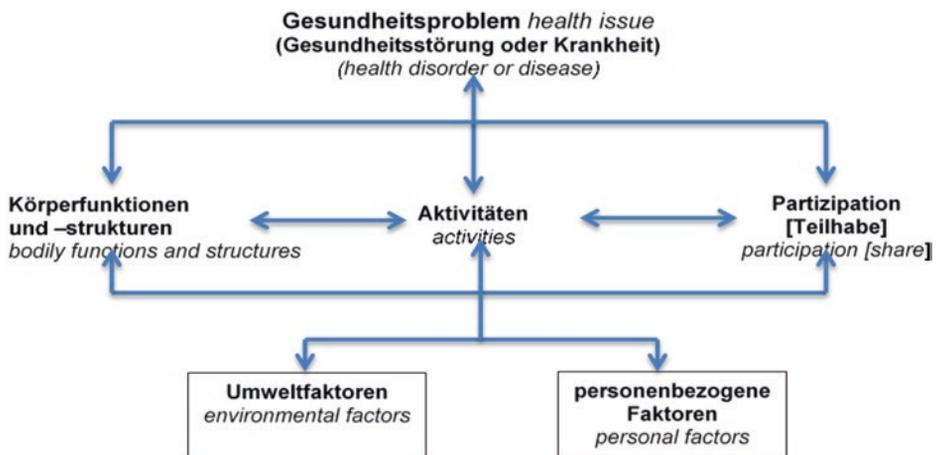 Gesundheitsproblem health issue
(Gesundheitsstörung oder Krankheit)
(health disorder or disease)
Körperfunktionen
und –strukturen
bodily functions and structures
Aktivitäten
activities
Partizipation
[Teilhabe]
participation [share]
Umweltfaktoren
environmental factors
personenbezogene
Faktoren
personal factors